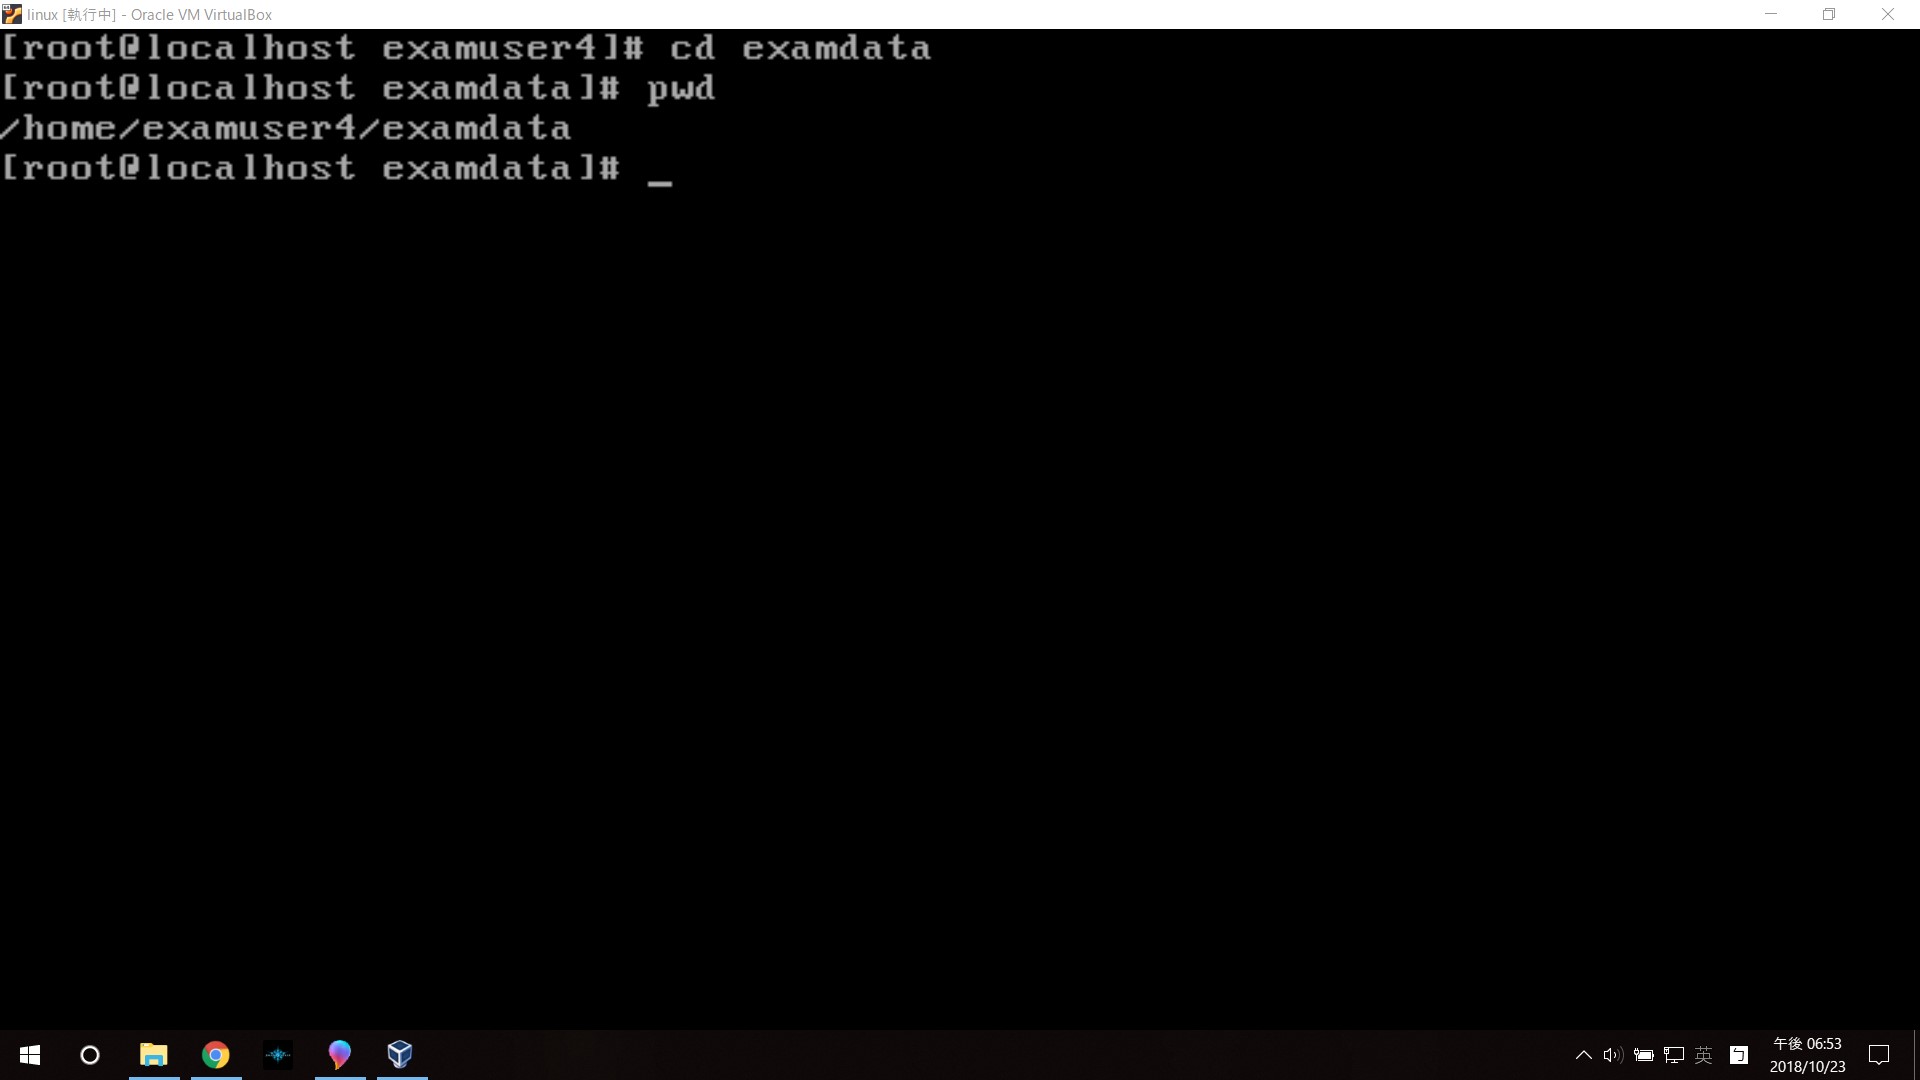 linux [執行中] - Oracle VM VirtualBox
[root@localhost examuser4]# cd examdata
[root@localhost examdata]# pwd
/home/examuser4/examdata
[root@localhost examdata]# _
英
ㄅ
午後 06:53
2018/10/23